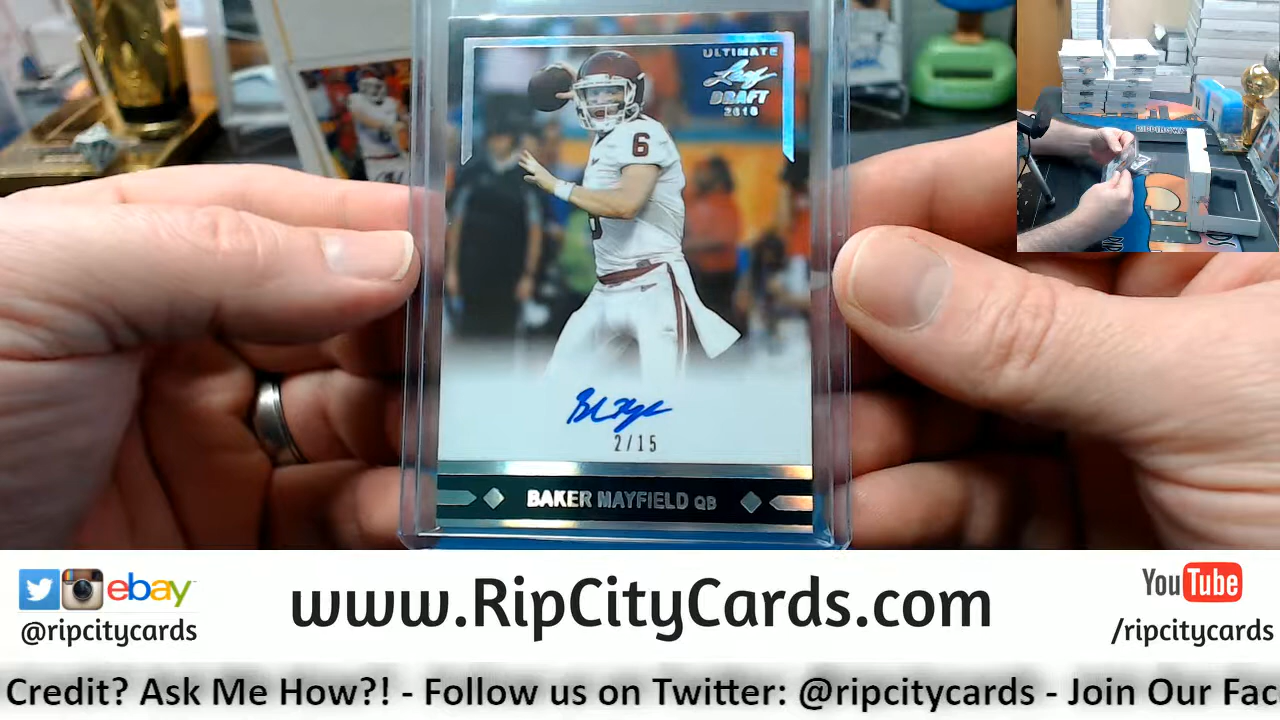 ULTIMATE
Leaf
DRAFT
2018
6
2/15
BAKER MAYFIELD QB
ebay
@ripcitycards
www.RipCityCards.com
YouTube
/ripcitycards
Credit? Ask Me How?! - Follow us on Twitter: @ripcitycards - Join Our Fac